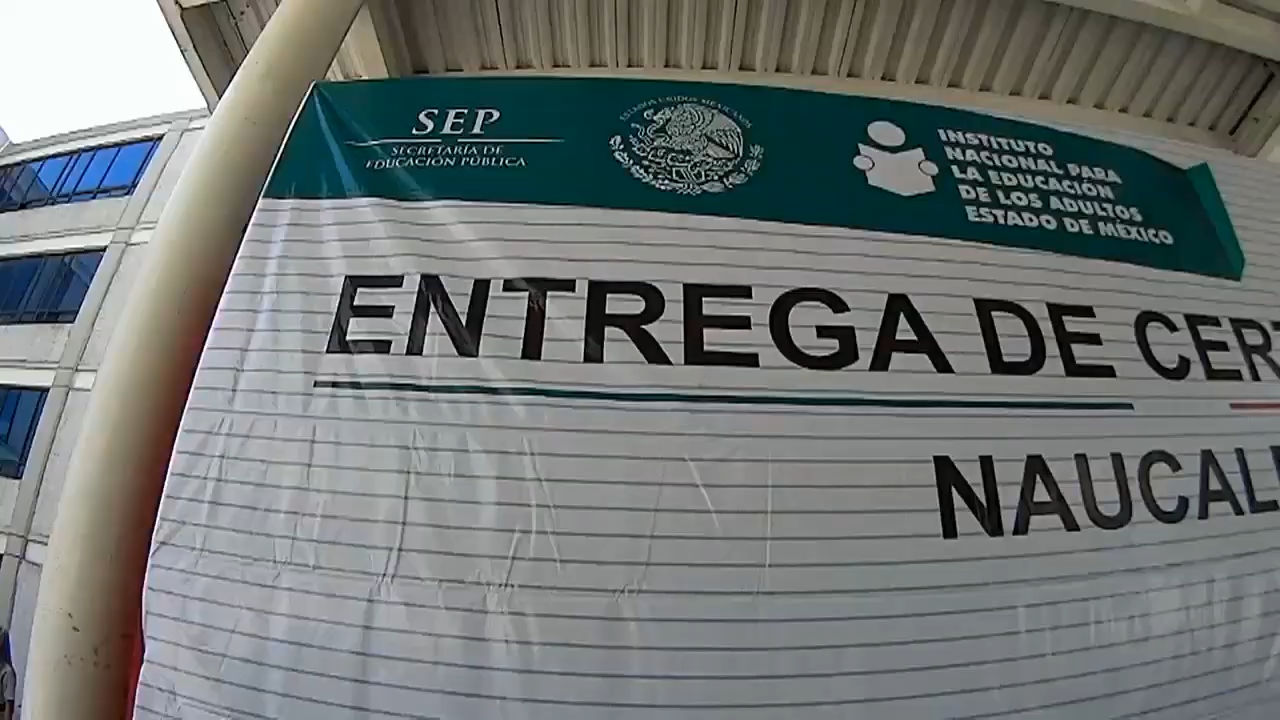 SEP
SECRETARÍA DE
EDUCACIÓN PÚBLICA
ESTADOS UNIDOS MEXICANOS
INSTITUTO
NACIONAL PARA
LA EDUCACIÓN
DE LOS ADULTOS
ESTADO DE MÉXICO
ENTREGA DE CER
NAUCAL